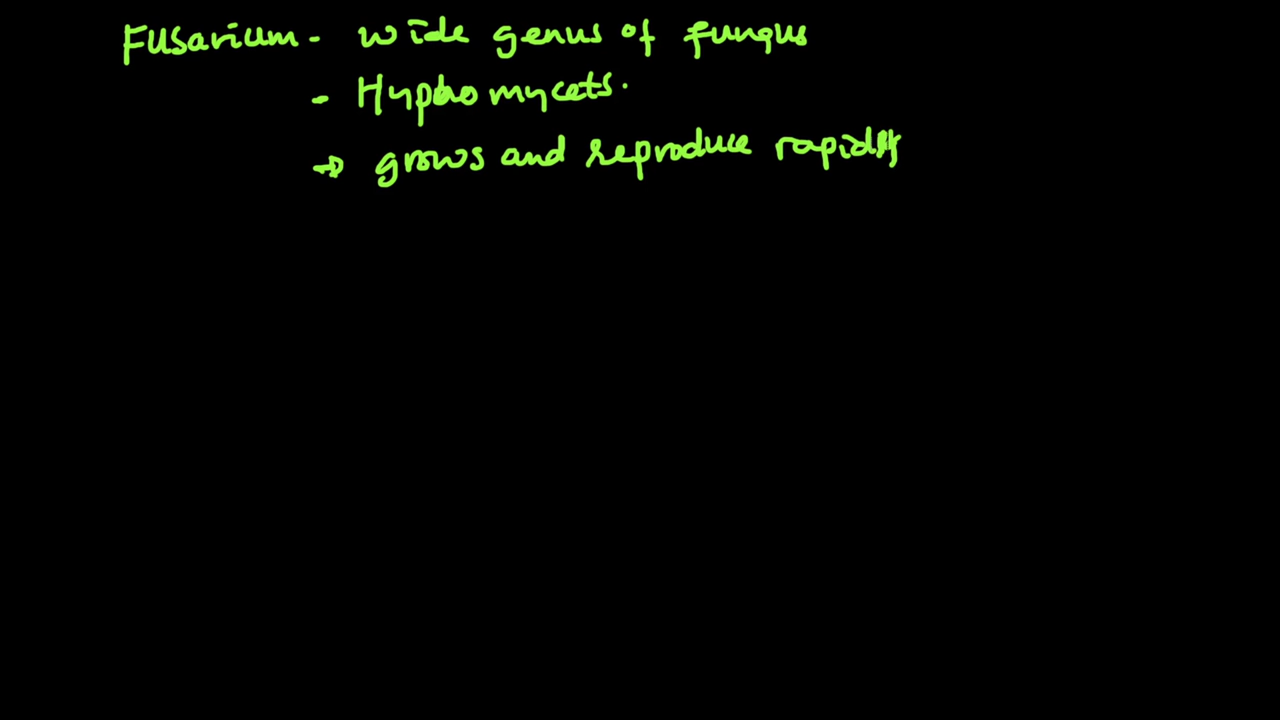 Fusarium - wide genus of fungus
- Hyphomycets.
→ grows and reproduce rapidly